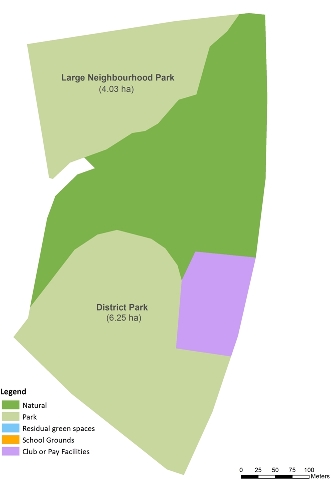 Large Neighbourhood Park
(4.03 ha)
District Park
(6.25 ha)
Legend
Natural
Park
Residual green spaces
School Grounds
Club or Pay Facilities
0 25 50 75 100
Meters